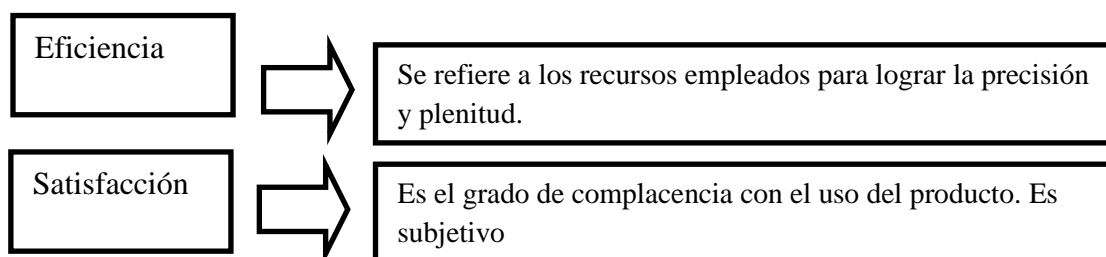 Eficiencia
Se refiere a los recursos empleados para lograr la precisión
y plenitud.
Satisfacción
Es el grado de complacencia con el uso del producto. Es
subjetivo